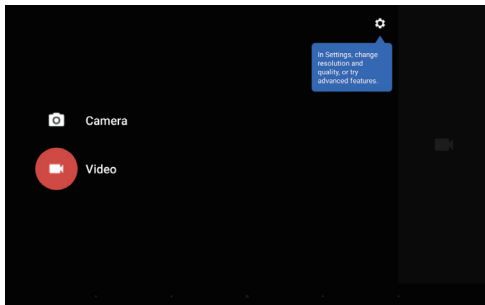 In Settings, change
resolution and
quality, or try
advanced features.
Camera
Video